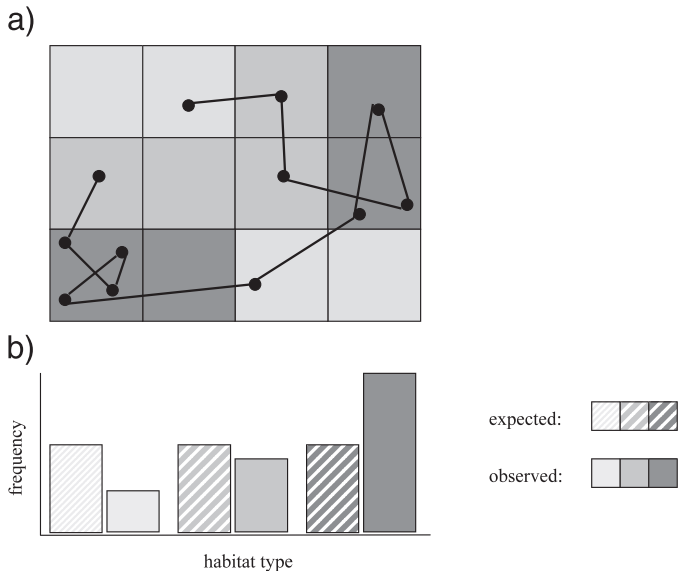 a)
b)
frequency
habitat type
expected:
observed: